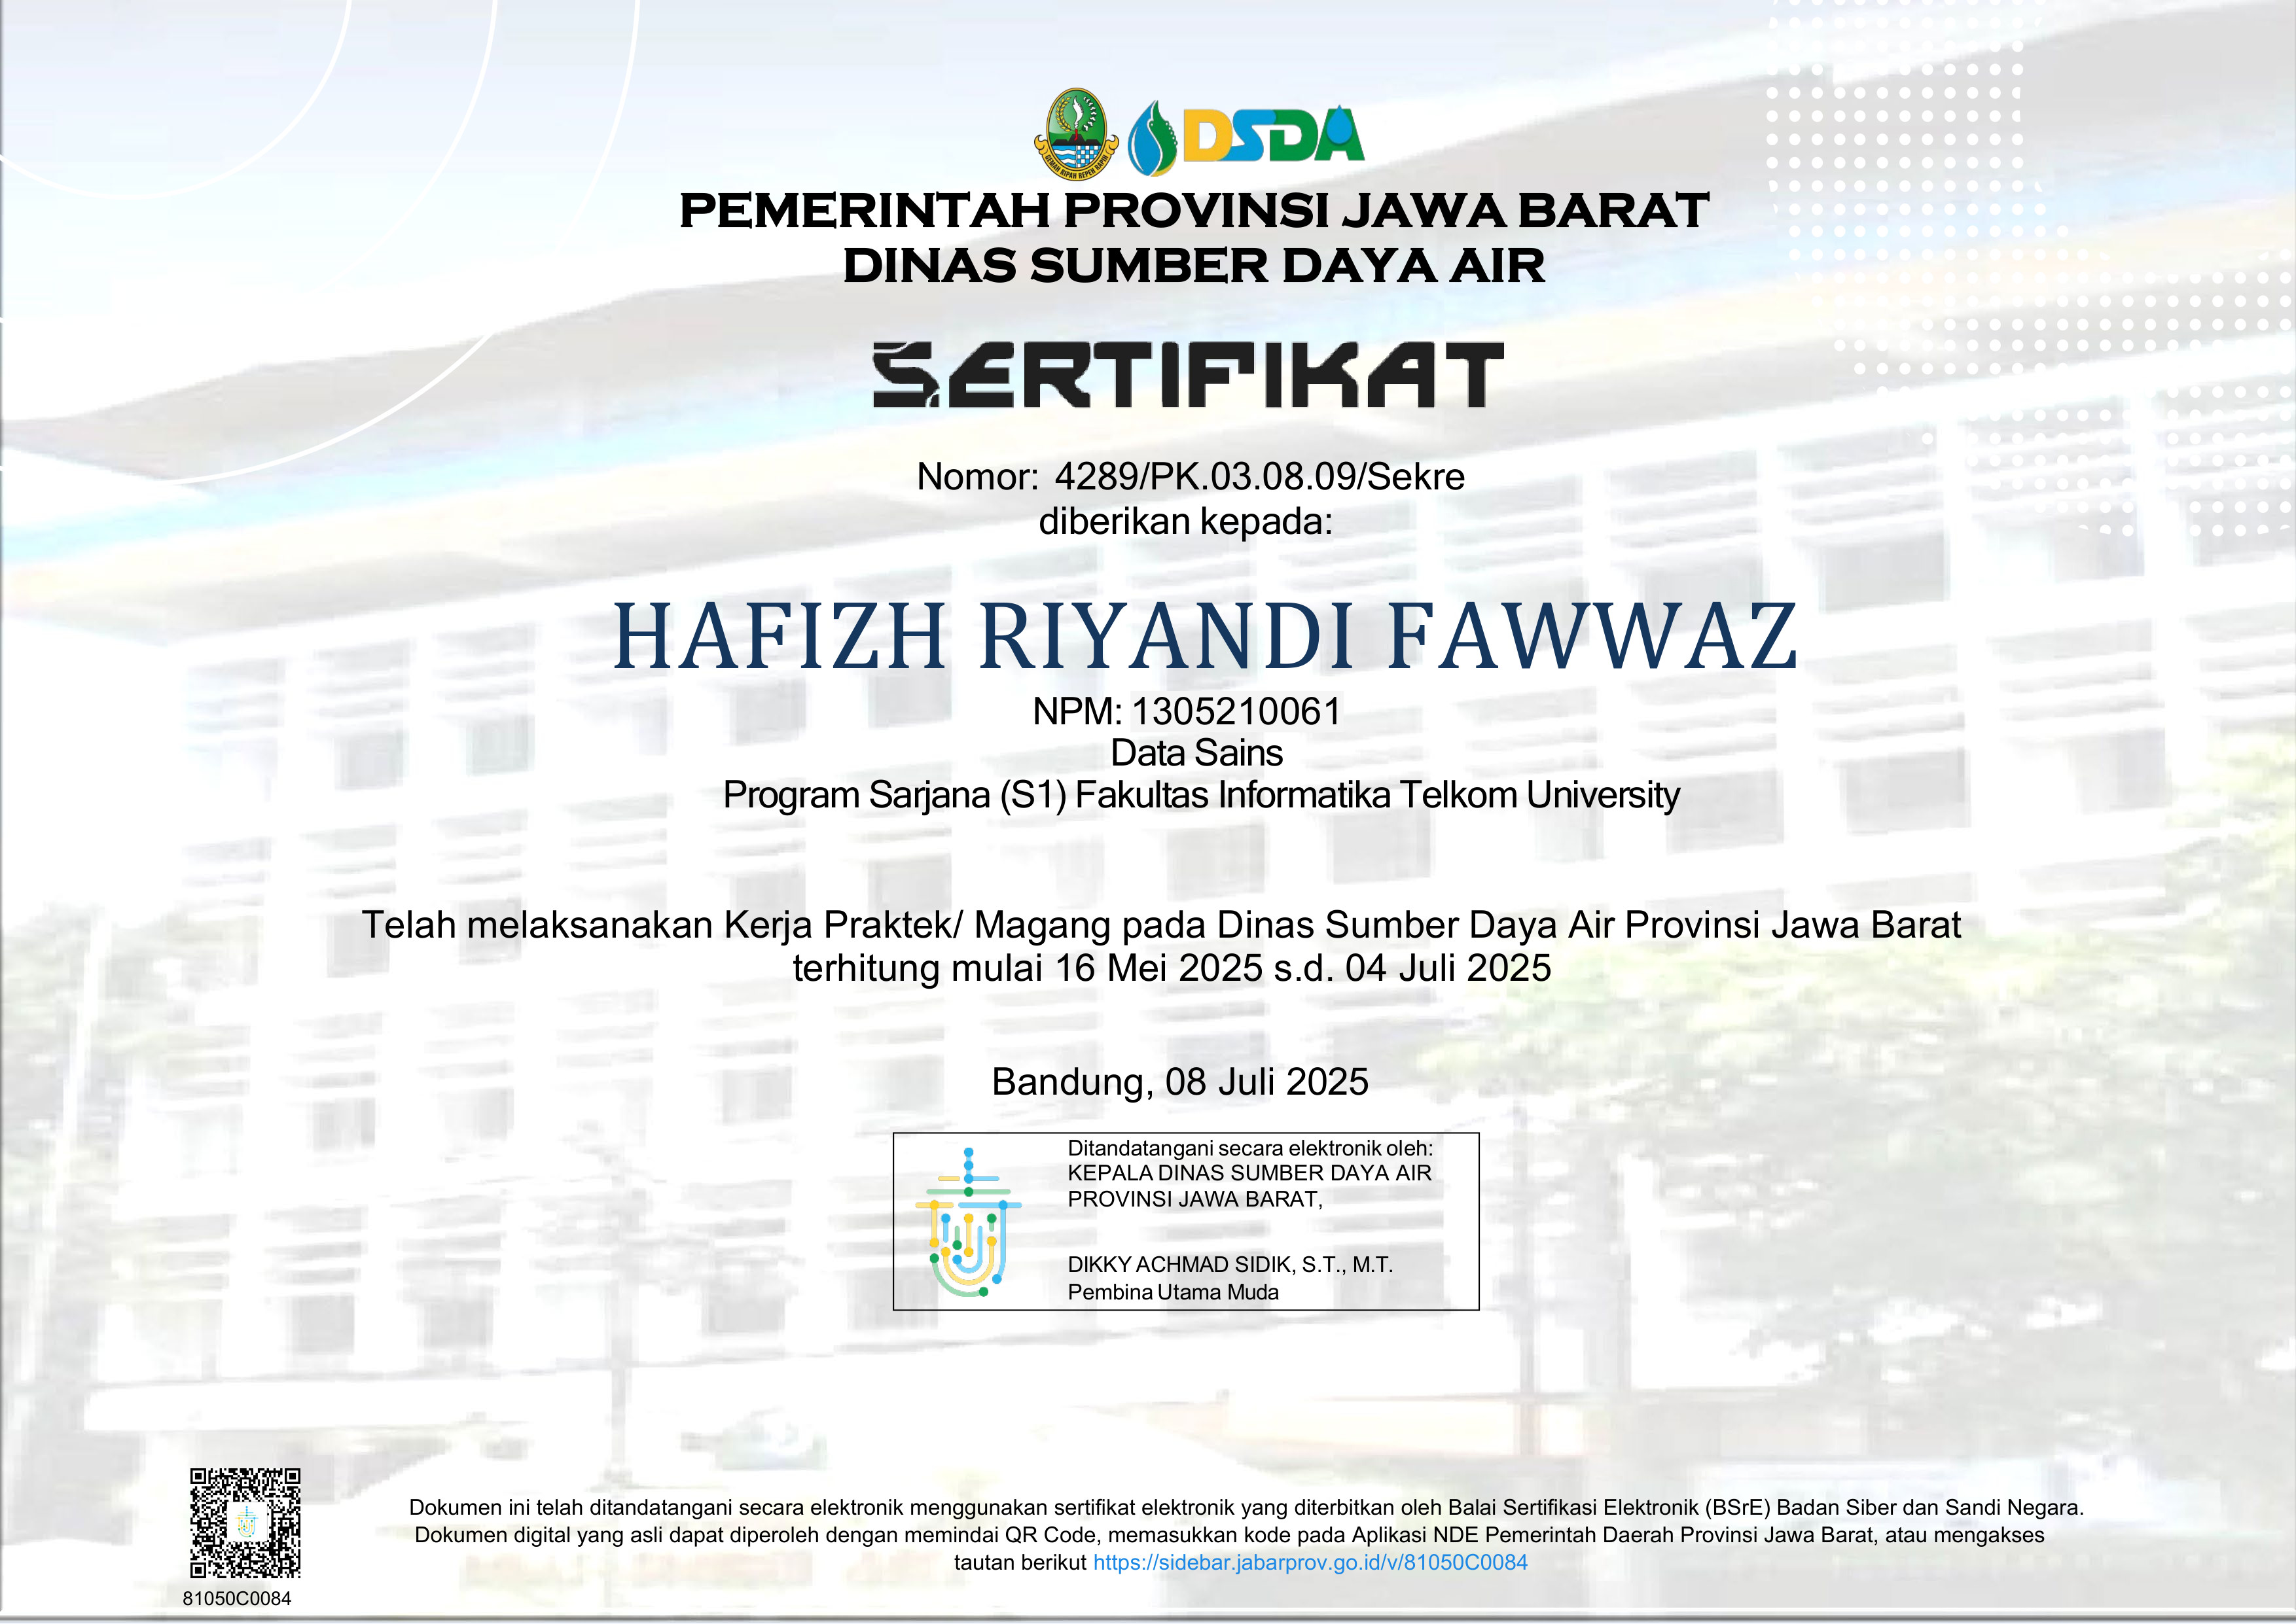 GEMAH RIPAH REPEH RAPIH
DSDA
PEMERINTAH PROVINSI JAWA BARAT
DINAS SUMBER DAYA AIR
SERTIFIKAT
Nomor: 4289/PK.03.08.09/Sekre
diberikan kepada:
HAFIZH RIYANDI FAWWAZ
NPM: 1305210061
Data Sains
Program Sarjana (S1) Fakultas Informatika Telkom University
Telah melaksanakan Kerja Praktek/ Magang pada Dinas Sumber Daya Air Provinsi Jawa Barat
terhitung mulai 16 Mei 2025 s.d. 04 Juli 2025
Bandung, 08 Juli 2025
Ditandatangani secara elektronik oleh:
KEPALA DINAS SUMBER DAYA AIR
PROVINSI JAWA BARAT,
DIKKY ACHMAD SIDIK, S.T., M.T.
Pembina Utama Muda
Dokumen ini telah ditandatangani secara elektronik menggunakan sertifikat elektronik yang diterbitkan oleh Balai Sertifikasi Elektronik (BSrE) Badan Siber dan Sandi Negara.
Dokumen digital yang asli dapat diperoleh dengan memindai QR Code, memasukkan kode pada Aplikasi NDE Pemerintah Daerah Provinsi Jawa Barat, atau mengakses
tautan berikut https://sidebar.jabarprov.go.id/v/81050C0084
81050C0084